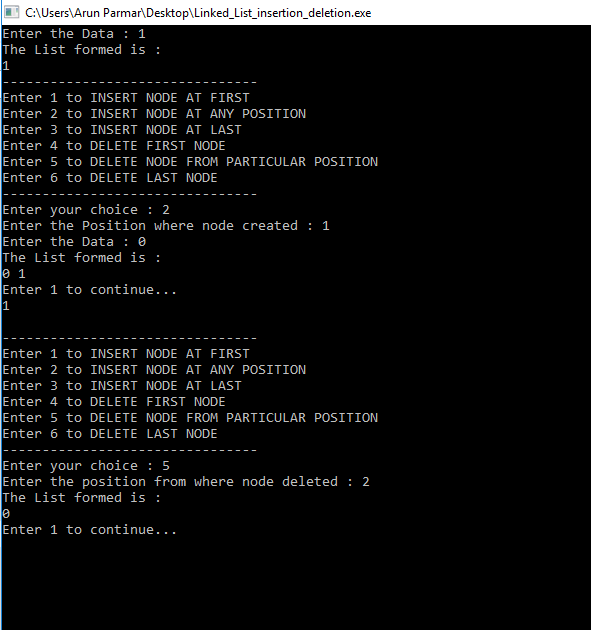 C:\Users\Arun Parmar\Desktop\Linked_List_insertion_deletion.exe
Enter the Data : 1
The List formed is :
1
--------------------------------
Enter 1 to INSERT NODE AT FIRST
Enter 2 to INSERT NODE AT ANY POSITION
Enter 3 to INSERT NODE AT LAST
Enter 4 to DELETE FIRST NODE
Enter 5 to DELETE NODE FROM PARTICULAR POSITION
Enter 6 to DELETE LAST NODE
--------------------------------
Enter your choice : 2
Enter the Position where node created : 1
Enter the Data : 0
The List formed is :
0 1
Enter 1 to continue...
1
--------------------------------
Enter 1 to INSERT NODE AT FIRST
Enter 2 to INSERT NODE AT ANY POSITION
Enter 3 to INSERT NODE AT LAST
Enter 4 to DELETE FIRST NODE
Enter 5 to DELETE NODE FROM PARTICULAR POSITION
Enter 6 to DELETE LAST NODE
--------------------------------
Enter your choice : 5
Enter the position from where node deleted : 2
The List formed is :
0
Enter 1 to continue...